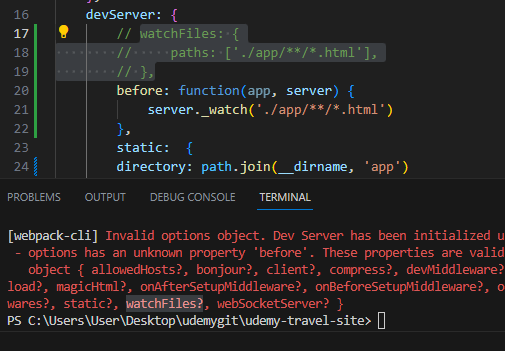 16 devServer: {
17 // watchFiles: {
18 // paths: ['./app/**/*.html'],
19 // },
20 before: function(app, server) {
21 server._watch('./app/**/*.html')
22 },
23 static: {
24 directory: path.join(__dirname, 'app')
PROBLEMS OUTPUT DEBUG CONSOLE TERMINAL
[webpack-cli] Invalid options object. Dev Server has been initialized u
- options has an unknown property 'before'. These properties are valid
object { allowedHosts?, bonjour?, client?, compress?, devMiddleware?
load?, magicHtml?, onAfterSetupMiddleware?, onBeforeSetupMiddleware?, o
wares?, static?, watchFiles?, webSocketServer? }
PS C:\Users\User\Desktop\udemygit\udemy-travel-site>